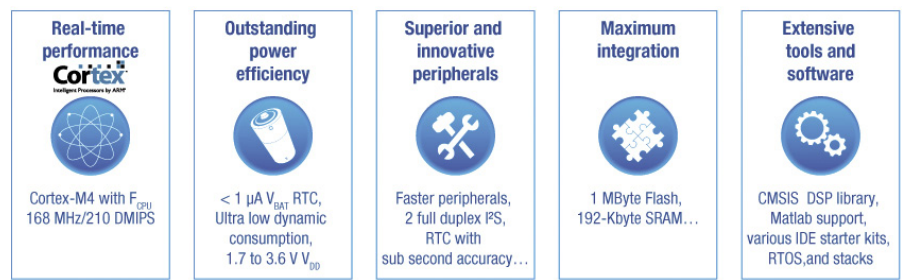 Real-time
performance
Cortex
Intelligent Processors by ARM®
Cortex-M4 with FCPU
168 MHz/210 DMIPS
Outstanding
power
efficiency
< 1 µA VBAT RTC,
Ultra low dynamic
consumption,
1.7 to 3.6 V VDD
Superior and
innovative
peripherals
Faster peripherals,
2 full duplex I²S,
RTC with
sub second accuracy…
Maximum
integration
1 MByte Flash,
192-Kbyte SRAM…
Extensive
tools and
software
CMSIS DSP library,
Matlab support,
various IDE starter kits,
RTOS,and stacks